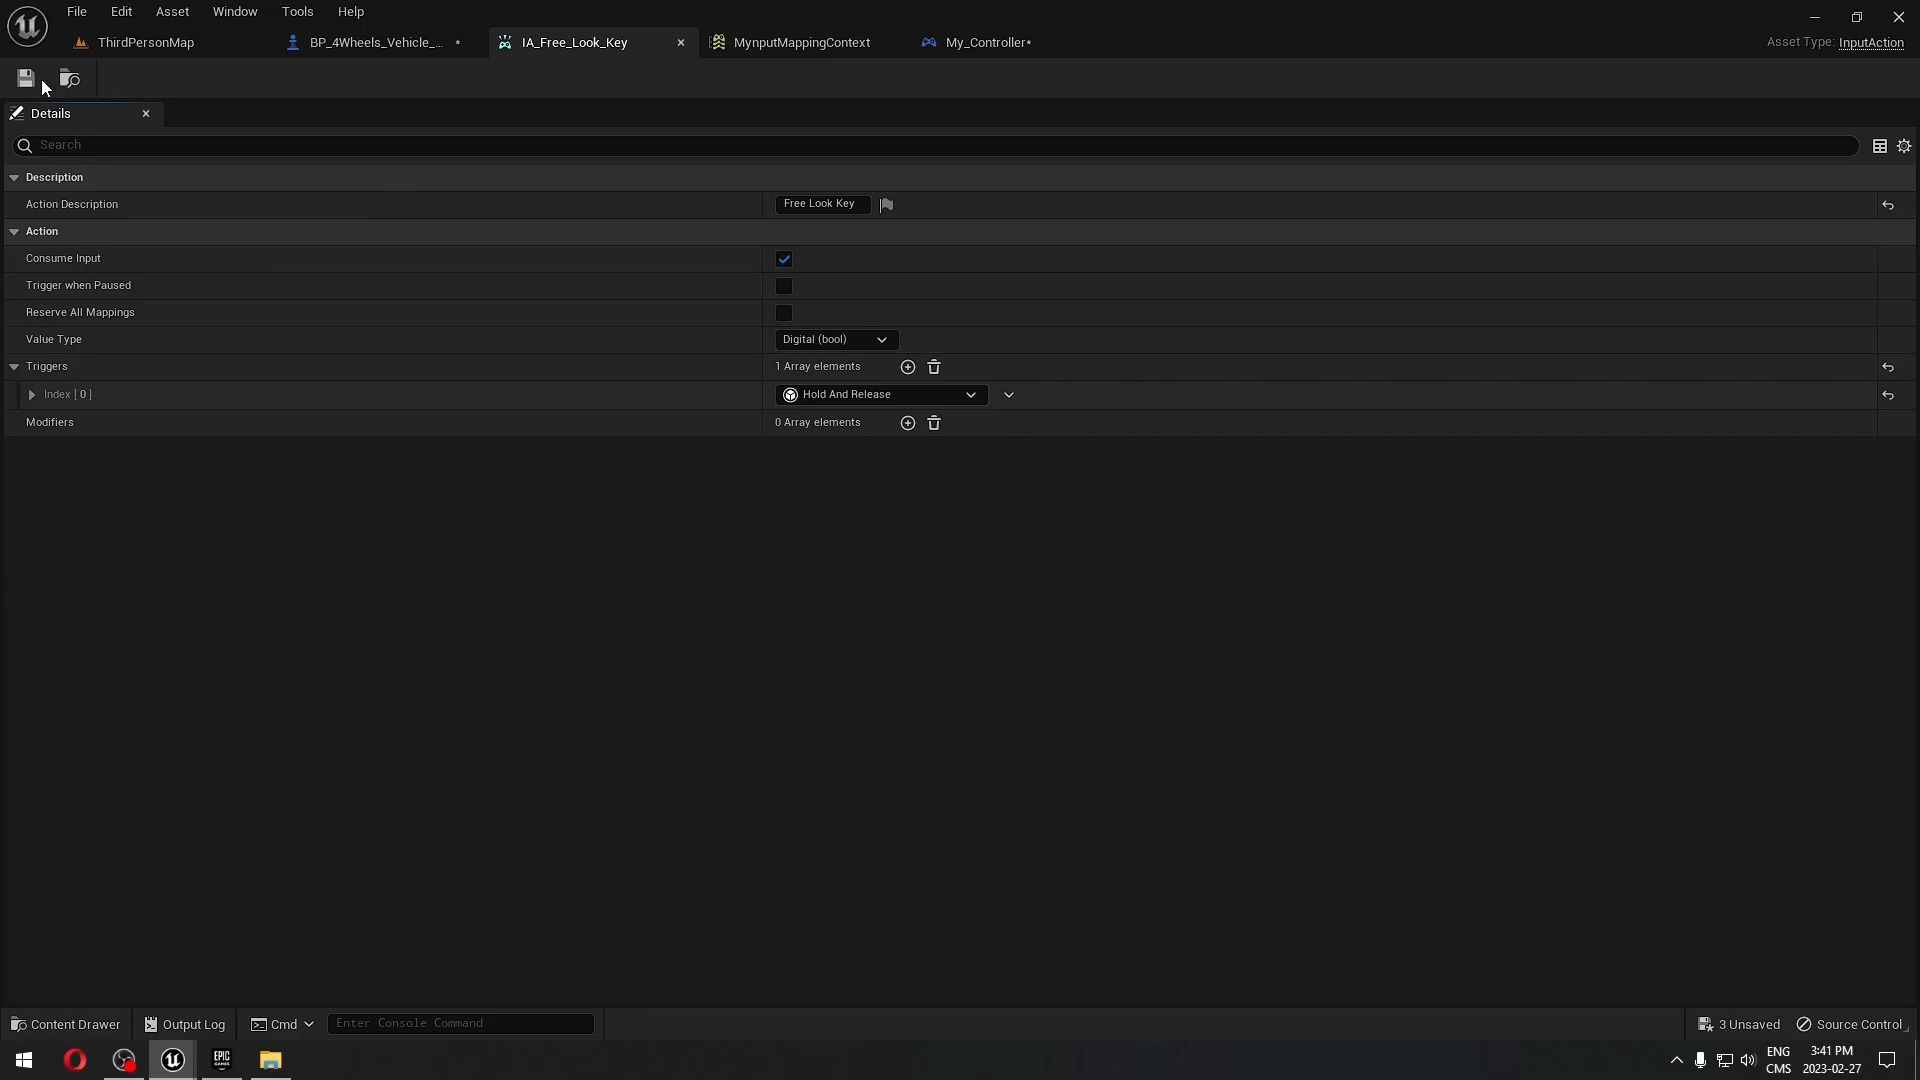 File Edit Asset Window Tools Help
ThirdPersonMap BP_4Wheels_Vehicle_... * IA_Free_Look_Key MynputMappingContext My_Controller* Asset Type: InputAction
Details
Search
Description
Action Description Free Look Key
Action
Consume Input
Trigger when Paused
Reserve All Mappings
Value Type Digital (bool)
Triggers 1 Array elements
Index [ 0 ] Hold And Release
Modifiers 0 Array elements
Content Drawer Output Log Cmd Enter Console Command 3 Unsaved Source Control
EPIC GAMES ENG 3:41 PM
CMS 2023-02-27